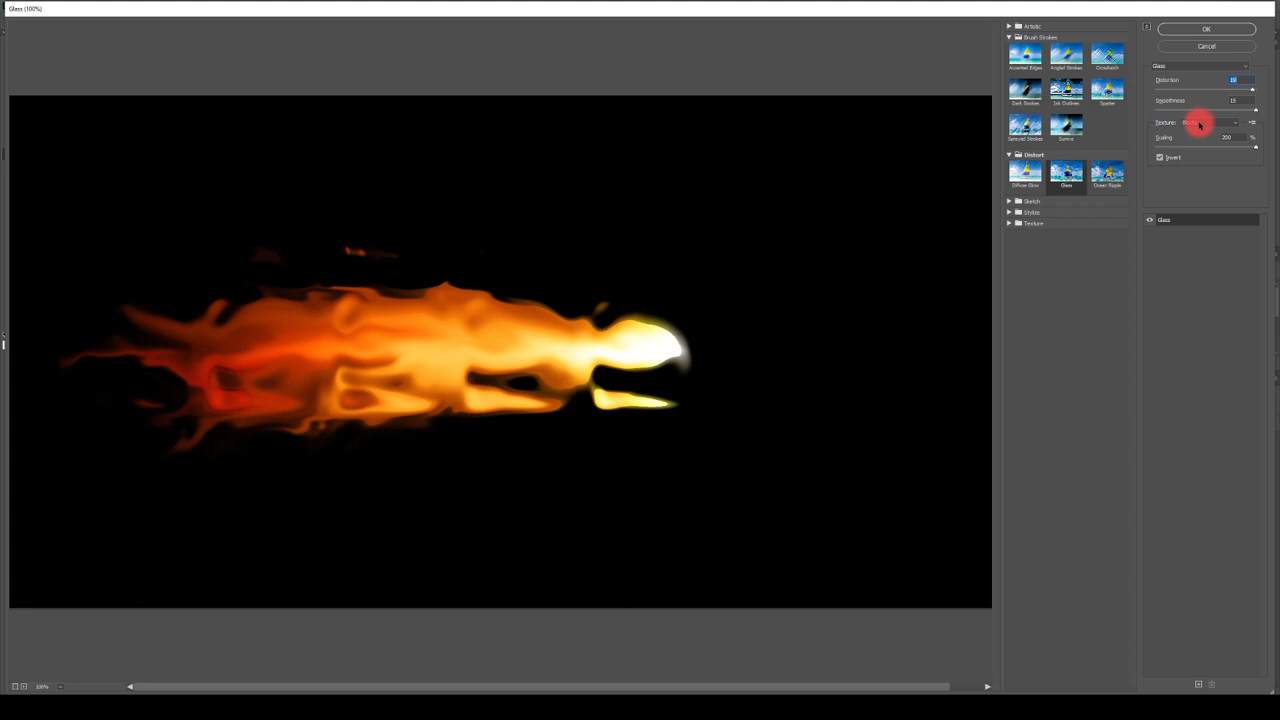 Glass (100%)
Artistic
Brush Strokes
Accented Edges
Angled Strokes
Crosshatch
Dark Strokes
Ink Outlines
Spatter
Sprayed Strokes
Sumi-e
Distort
Diffuse Glow
Glass
Ocean Ripple
Sketch
Stylize
Texture
OK
Cancel
Glass
Distortion 19
Smoothness 15
Texture:
Scaling 200 %
Invert
Glass
100%